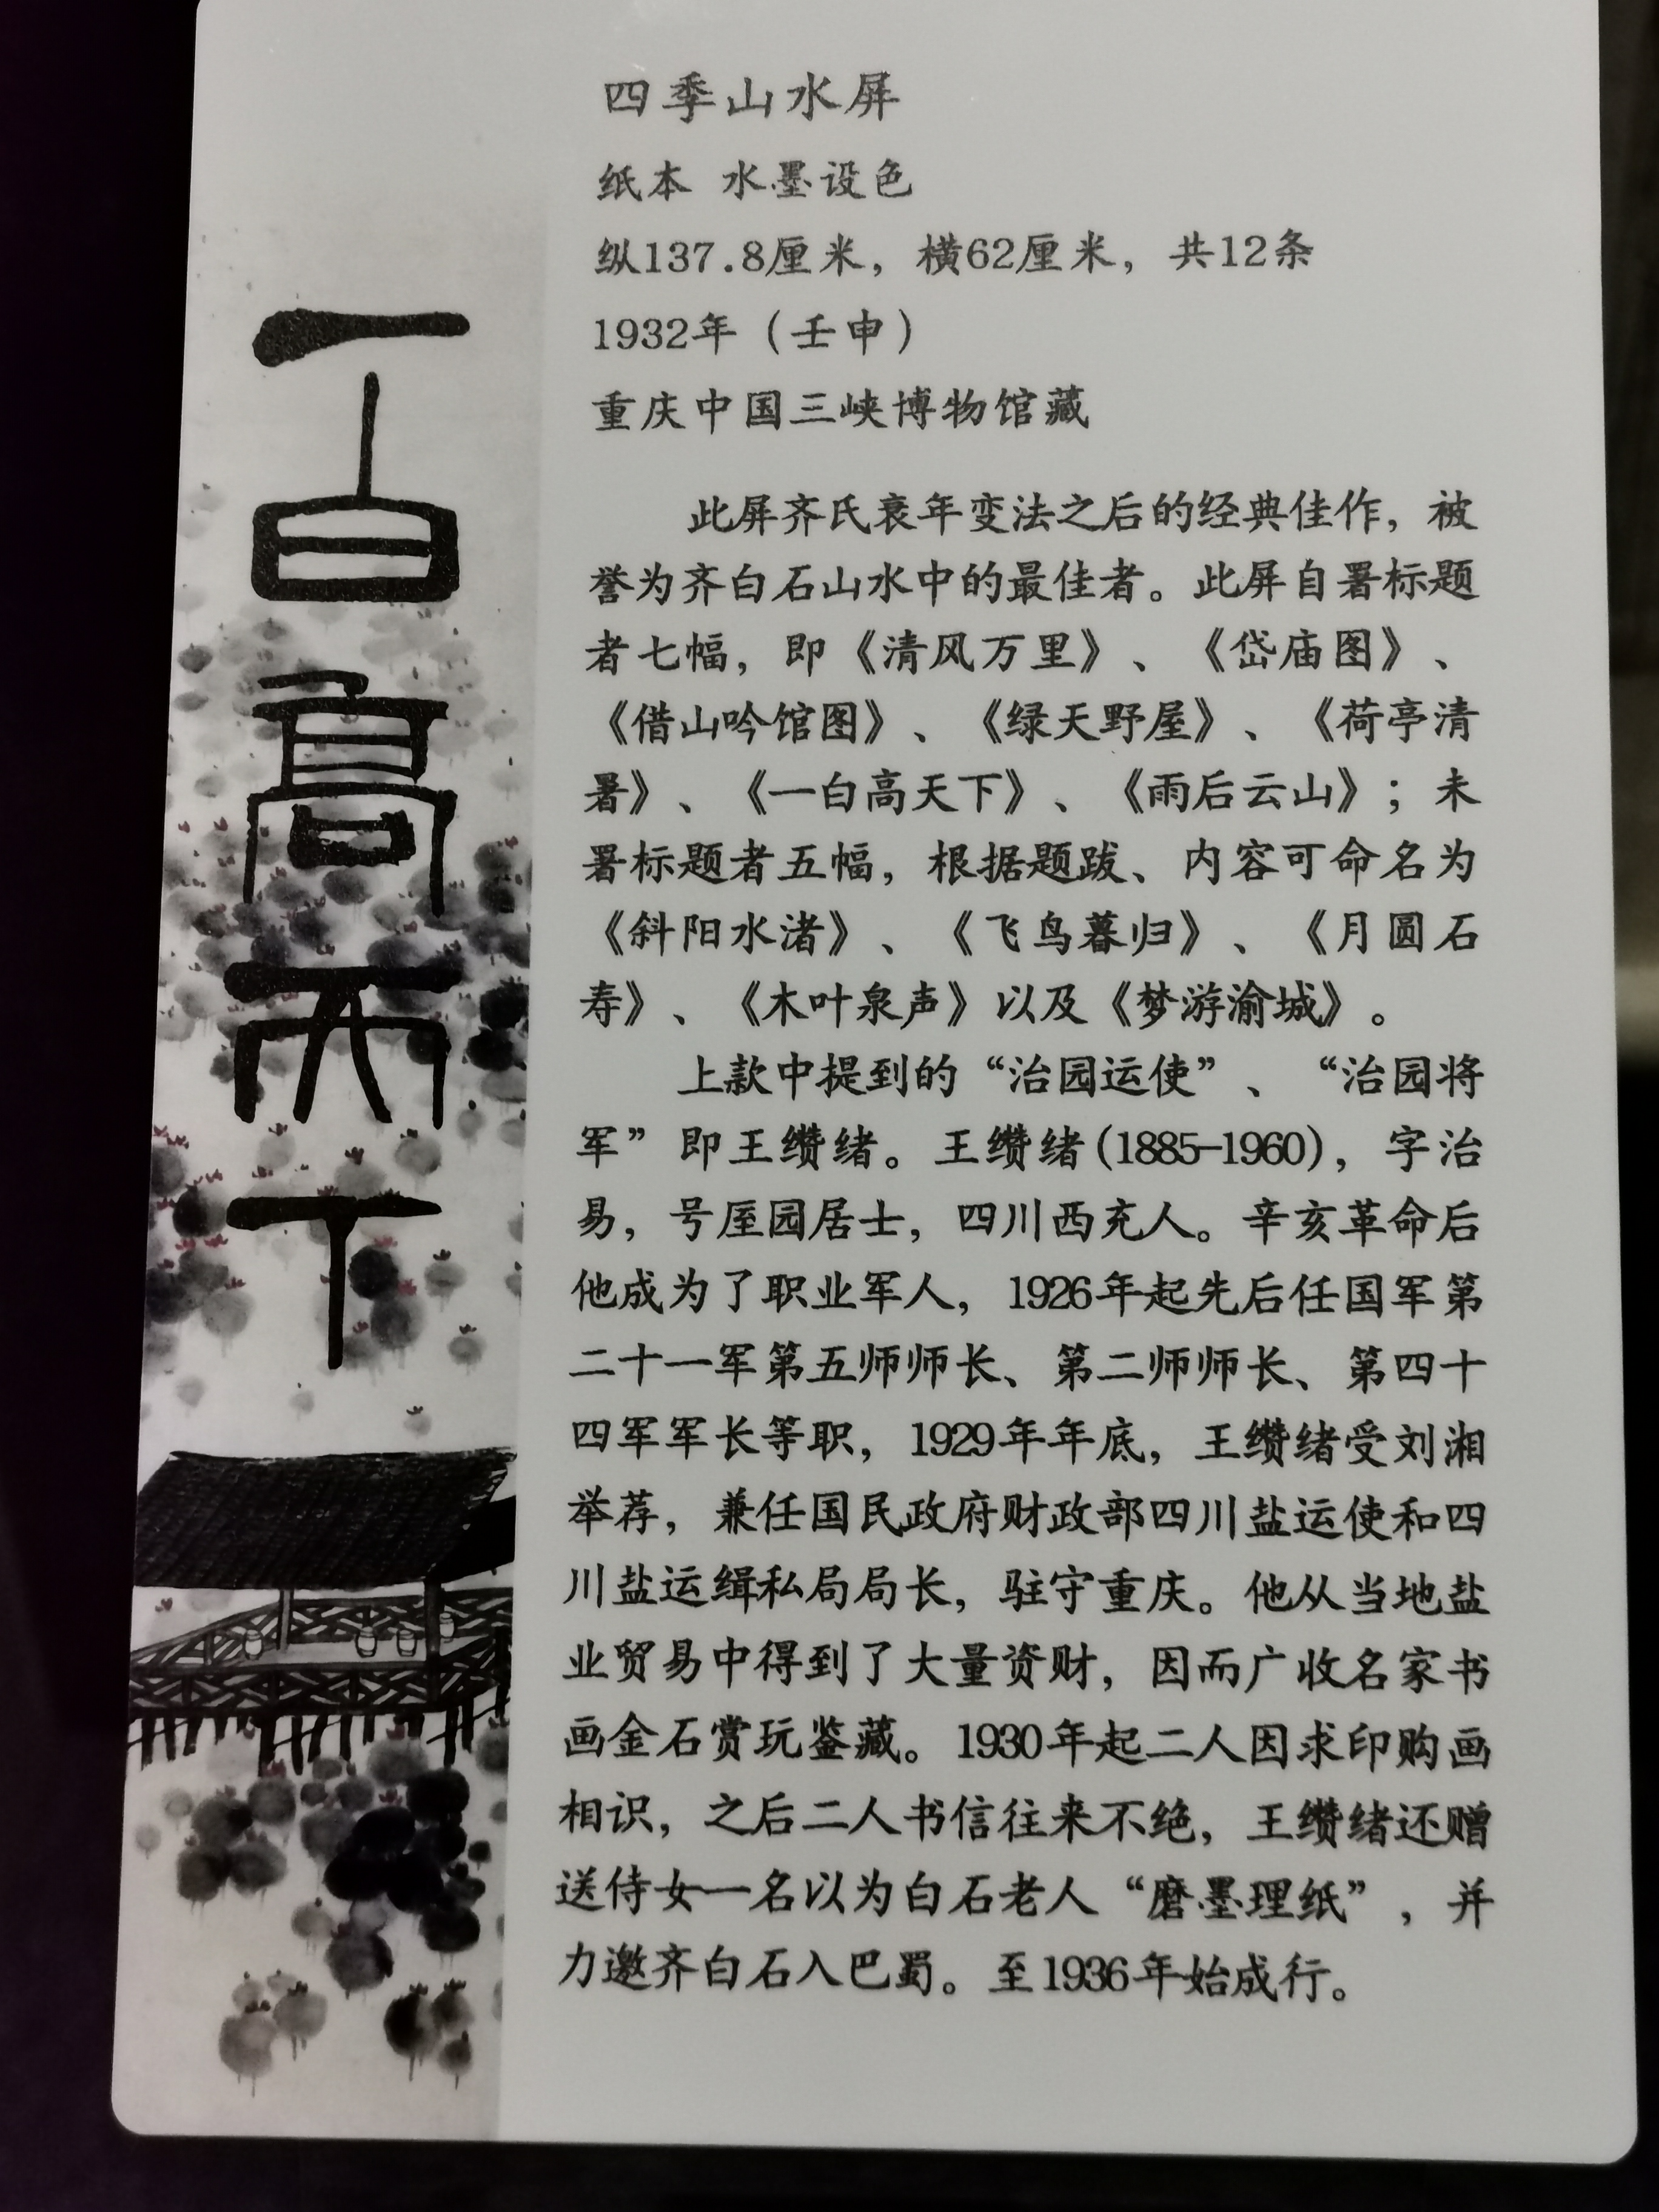 四季山水屏
纸本 水墨设色
纵137.8厘米，横62厘米，共12条
1932年（壬申）
重庆中国三峡博物馆藏
此屏齐氏衰年变法之后的经典佳作，被
誉为齐白石山水中的最佳者。此屏自署标题
者七幅，即《清风万里》、《岱庙图》、
《借山吟馆图》、《绿天野屋》、《荷亭清
暑》、《一白高天下》、《雨后云山》；未
署标题者五幅，根据题跋、内容可命名为
《斜阳水渚》、《飞鸟暮归》、《月圆石
寿》、《木叶泉声》以及《梦游渝城》。
上款中提到的“治园运使”、“治园将
军”即王缵绪。王缵绪(1885-1960)，字治
易，号厔园居士，四川西充人。辛亥革命后
他成为了职业军人，1926年起先后任国军第
二十一军第五师师长、第二师师长、第四十
四军军长等职，1929年年底，王缵绪受刘湘
举荐，兼任国民政府财政部四川盐运使和四
川盐运缉私局局长，驻守重庆。他从当地盐
业贸易中得到了大量资财，因而广收名家书
画金石赏玩鉴藏。1930年起二人因求印购画
相识，之后二人书信往来不绝，王缵绪还赠
送侍女一名以为白石老人“磨墨理纸”，并
力邀齐白石入巴蜀。至1936年始成行。
一白高天下